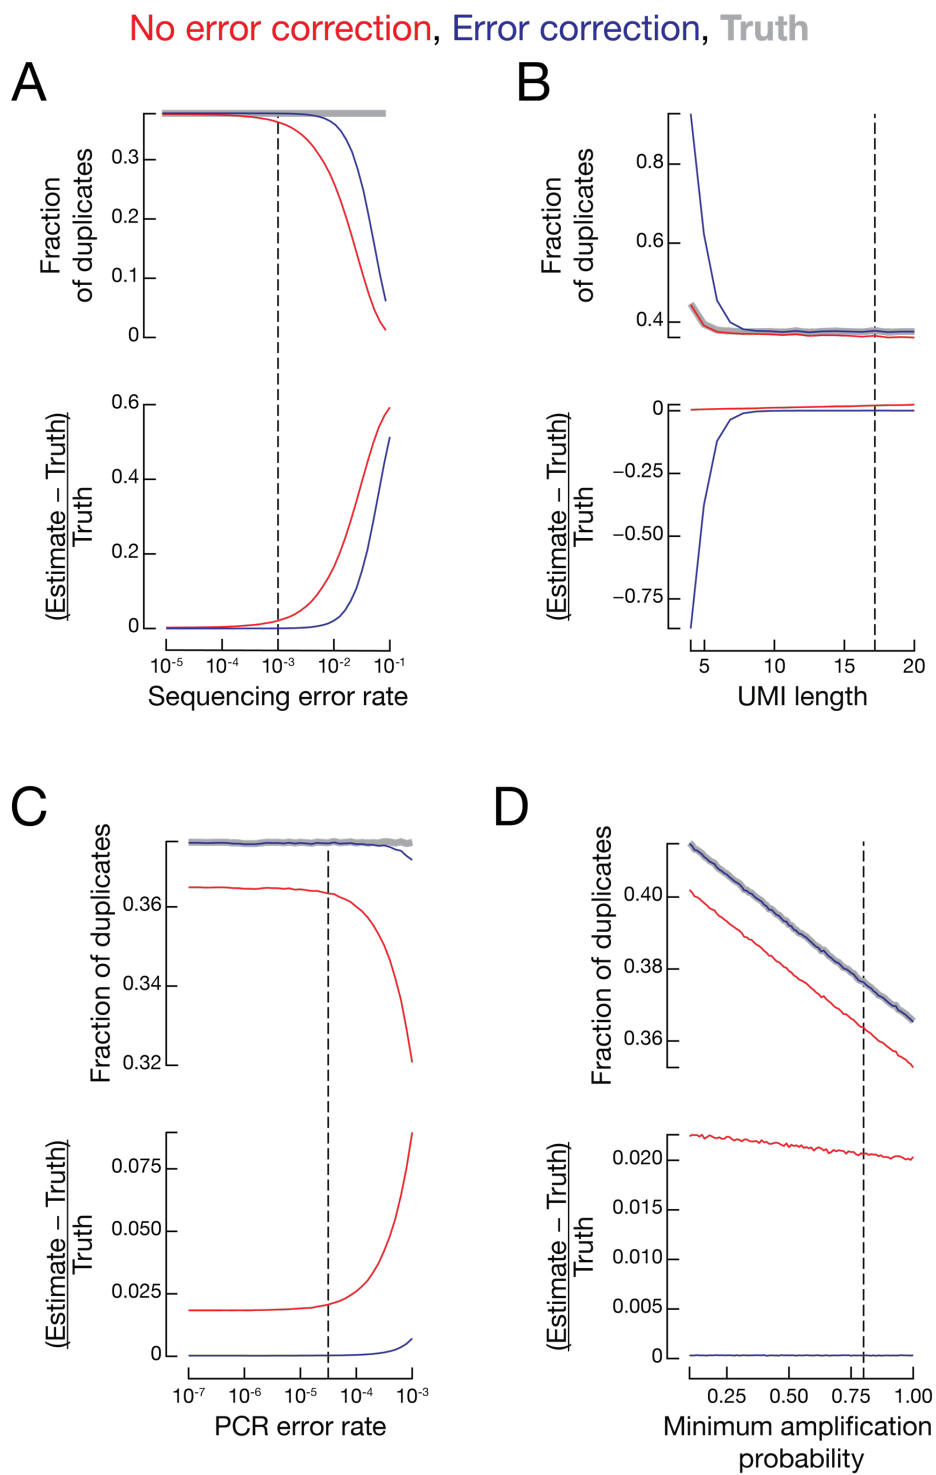 No error correction, Error correction, Truth
A
Fraction
of duplicates
0.3
0.2
0.1
0
(Estimate – Truth)
Truth
0.6
0.4
0.2
0
10-5 10-4 10-3 10-2 10-1
Sequencing error rate
B
Fraction
of duplicates
0.8
0.6
0.4
(Estimate – Truth)
Truth
0
–0.25
–0.50
–0.75
5 10 15 20
UMI length
C
Fraction of duplicates
0.36
0.34
0.32
(Estimate – Truth)
Truth
0.075
0.050
0.025
0
10-7 10-6 10-5 10-4 10-3
PCR error rate
D
Fraction of duplicates
0.40
0.38
0.36
(Estimate – Truth)
Truth
0.020
0.015
0.010
0.005
0
0.25 0.50 0.75 1.00
Minimum amplification
probability